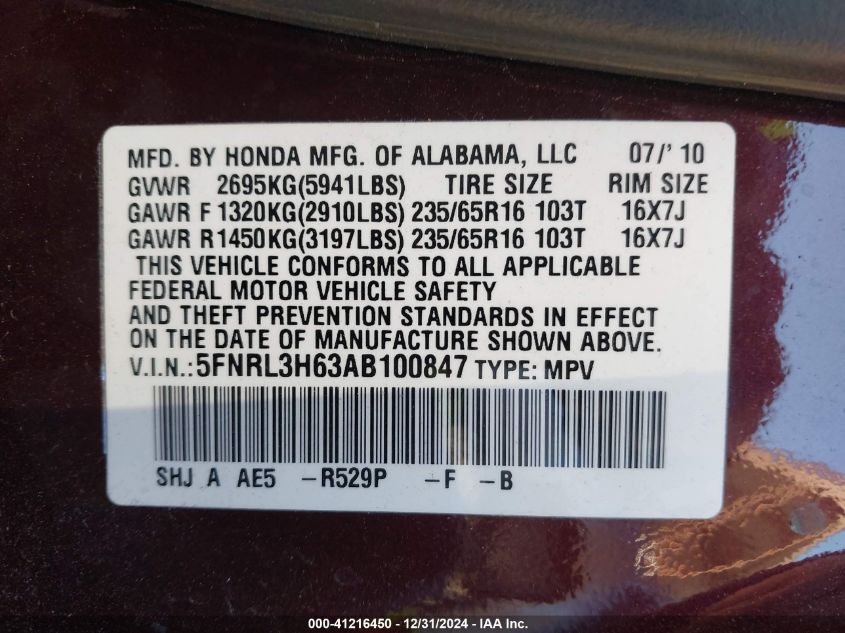 MFD. BY HONDA MFG. OF ALABAMA, LLC 07/' 10
GVWR 2695KG(5941LBS) TIRE SIZE RIM SIZE
GAWR F 1320KG(2910LBS) 235/65R16 103T 16X7J
GAWR R1450KG(3197LBS) 235/65R16 103T 16X7J
THIS VEHICLE CONFORMS TO ALL APPLICABLE
FEDERAL MOTOR VEHICLE SAFETY
AND THEFT PREVENTION STANDARDS IN EFFECT
ON THE DATE OF MANUFACTURE SHOWN ABOVE.
V.I.N.: 5FNRL3H63AB100847 TYPE: MPV
SHJ A AE5 -R529P -F -B
000-41216450 - 12/31/2024 - IAA Inc.